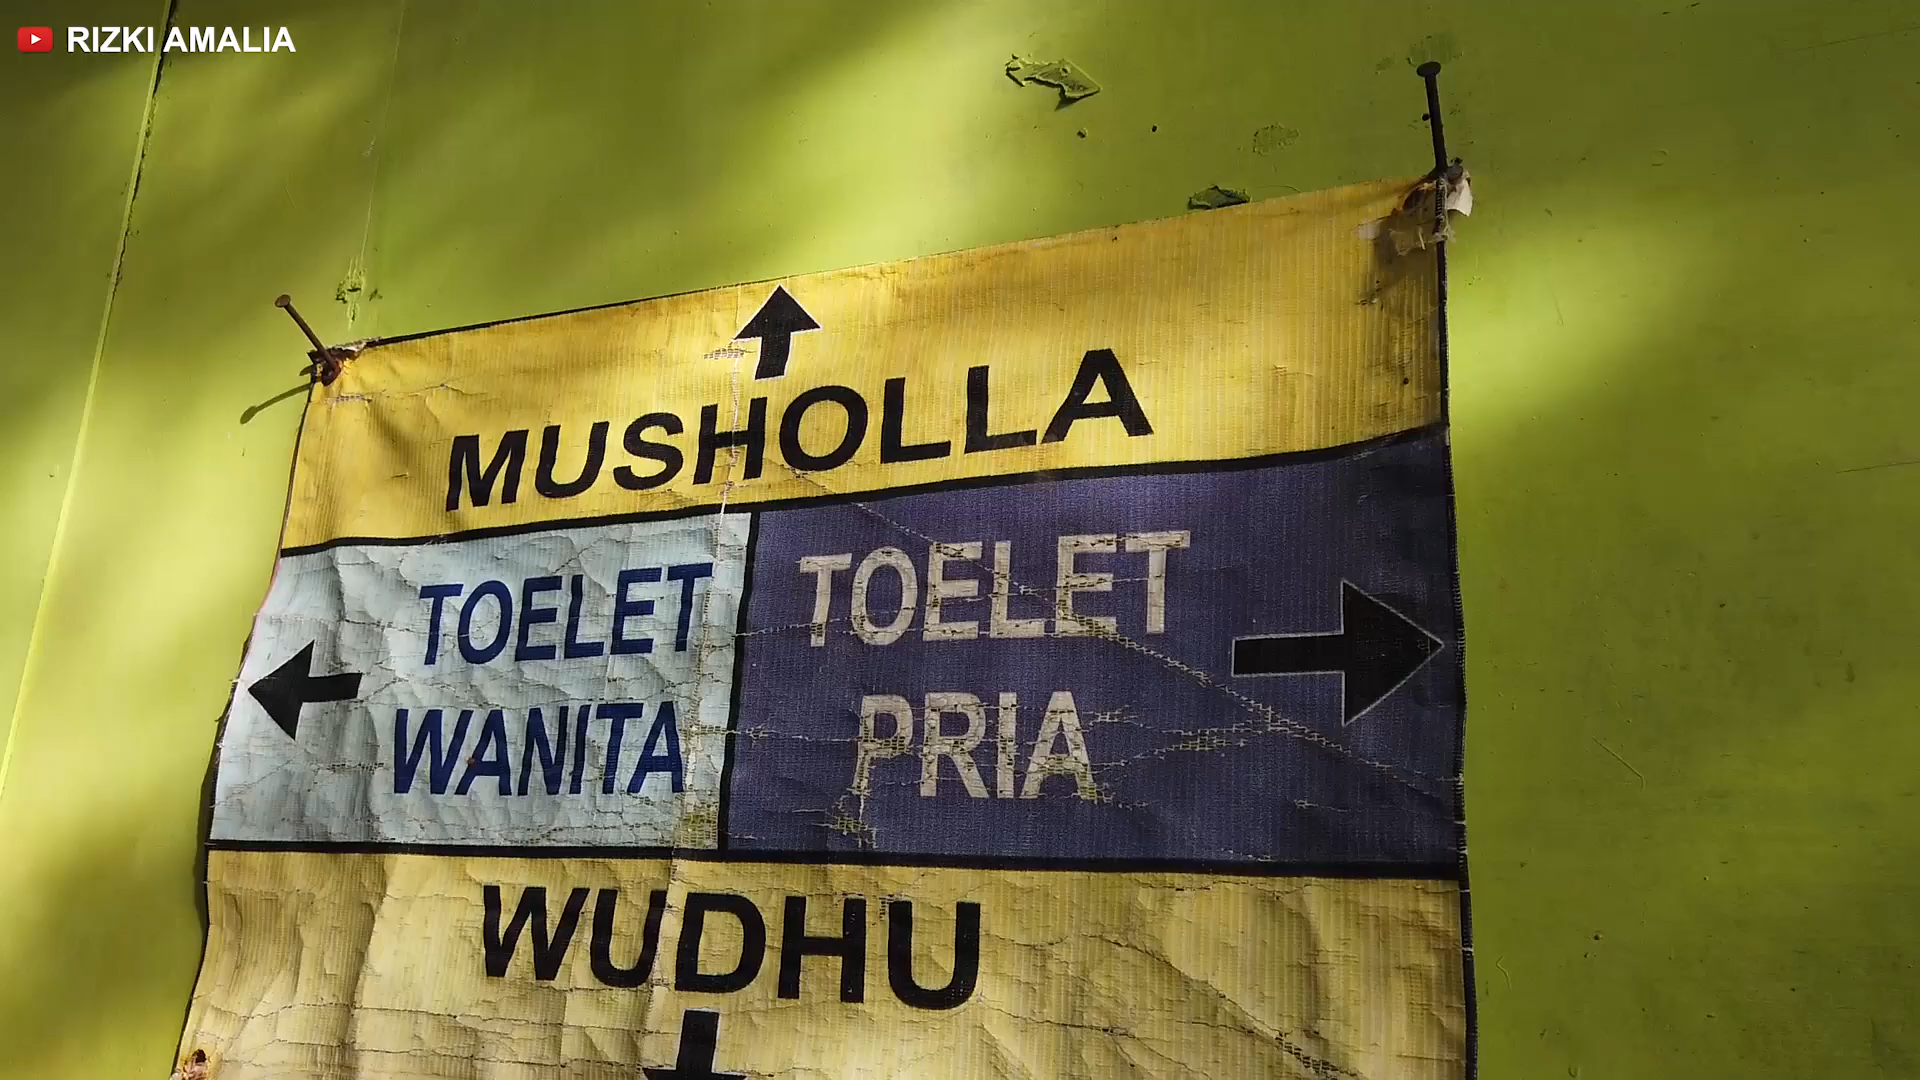 RIZKI AMALIA
MUSHOLLA
TOELET
WANITA
TOELET
PRIA
WUDHU